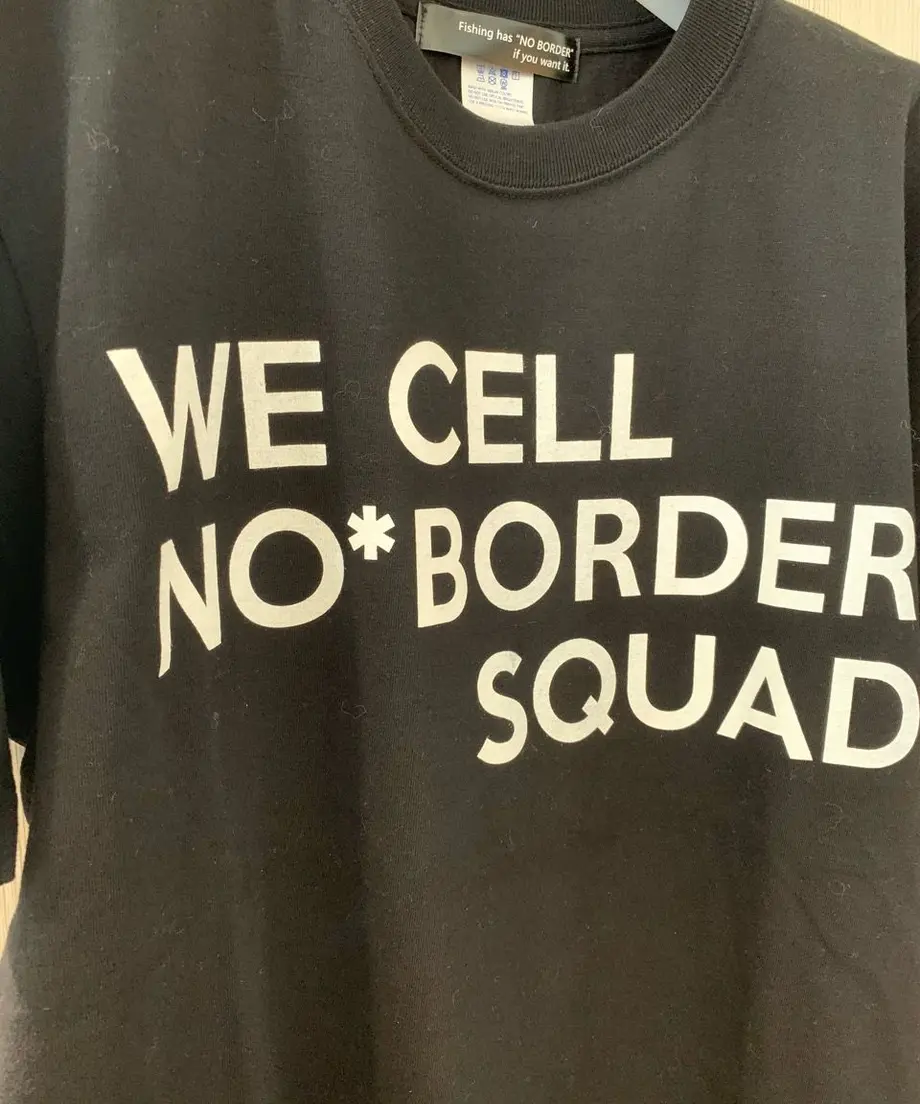 Fishing has "NO BORDER"
if you want it.
WE CELL
NO*BORDER
SQUAD